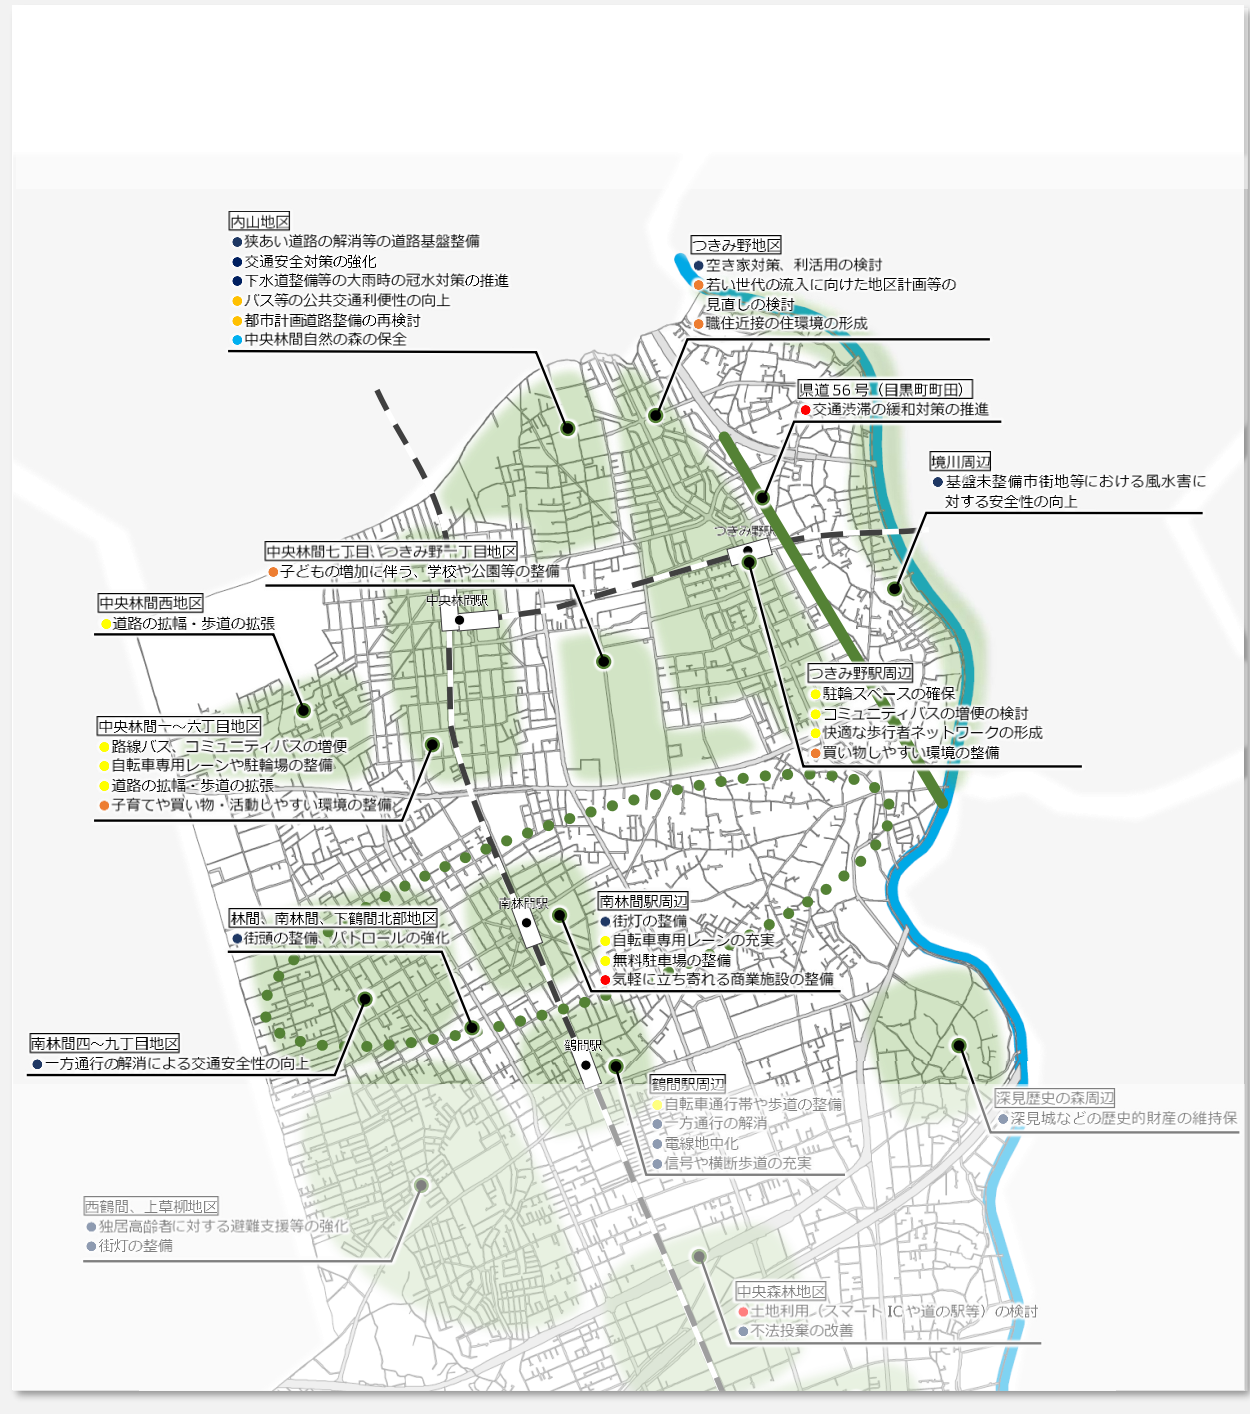 内山地区
狭あい道路の解消等の道路基盤整備
交通安全対策の強化
下水道整備等の大雨時の冠水対策の推進
バス等の公共交通利便性の向上
都市計画道路整備の再検討
中央林間自然の森の保全
つきみ野地区
空き家対策、利活用の検討
若い世代の流入に向けた地区計画等の
見直しの検討
職住近接の住環境の形成
県道56号（目黒町町田）
交通渋滞の緩和対策の推進
境川周辺
基盤未整備市街地等における風水害に
対する安全性の向上
つきみ野駅
中央林間七丁目、つきみ野一丁目地区
子どもの増加に伴う、学校や公園等の整備
中央林間駅
中央林間西地区
道路の拡幅・歩道の拡張
つきみ野駅周辺
駐輪スペースの確保
コミュニティバスの増便の検討
快適な歩行者ネットワークの形成
買い物しやすい環境の整備
中央林間一～六丁目地区
路線バス、コミュニティバスの増便
自転車専用レーンや駐輪場の整備
道路の拡幅・歩道の拡張
子育てや買い物・活動しやすい環境の整備
南林間駅
南林間駅周辺
街灯の整備
自転車専用レーンの充実
無料駐車場の整備
気軽に立ち寄れる商業施設の整備
林間、南林間、下鶴間北部地区
街頭の整備、パトロールの強化
南林間四～九丁目地区
一方通行の解消による交通安全性の向上
鶴間駅
鶴間駅周辺
自転車通行帯や歩道の整備
一方通行の解消
電線地中化
信号や横断歩道の充実
深見歴史の森周辺
深見城などの歴史的財産の維持保
西鶴間、上草柳地区
独居高齢者に対する避難支援等の強化
街灯の整備
中央森林地区
土地利用（スマートICや道の駅等）の検討
不法投棄の改善